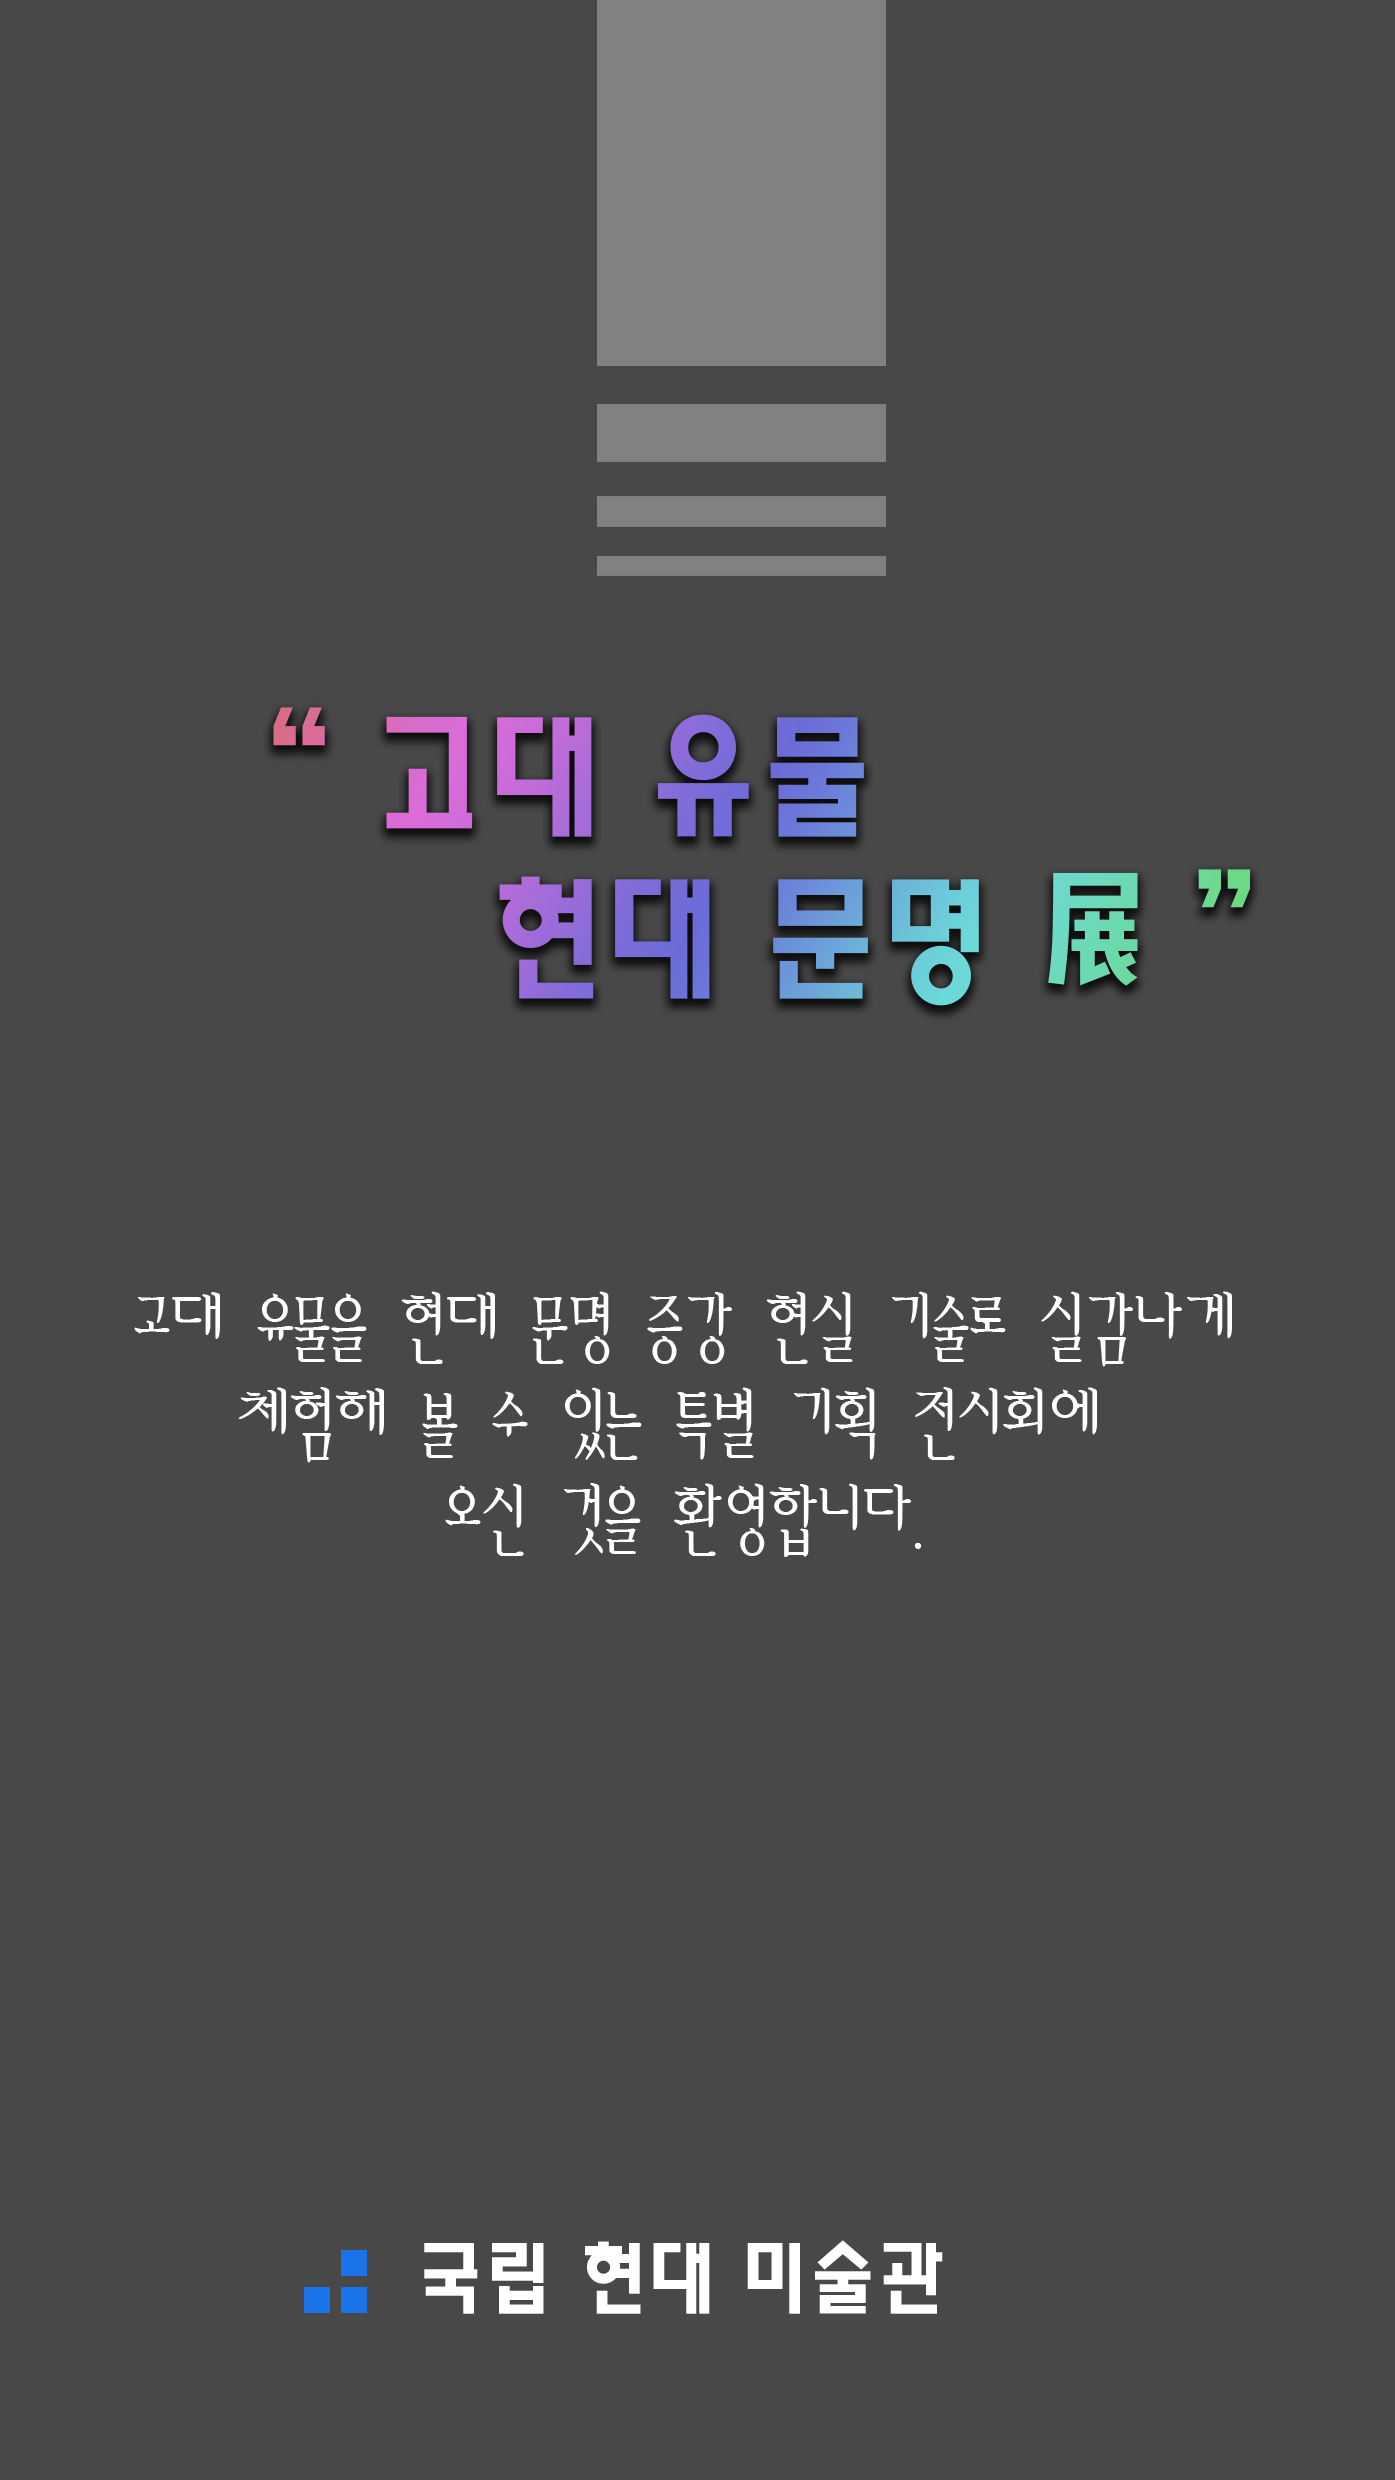 “ 고대 유물
현대 문명 展 ”
고대 유물을 현대 문명 증강 현실 기술로 실감나게
체험해 볼 수 있는 특별 기획 전시회에
오신 것을 환영합니다.
국립 현대 미술관